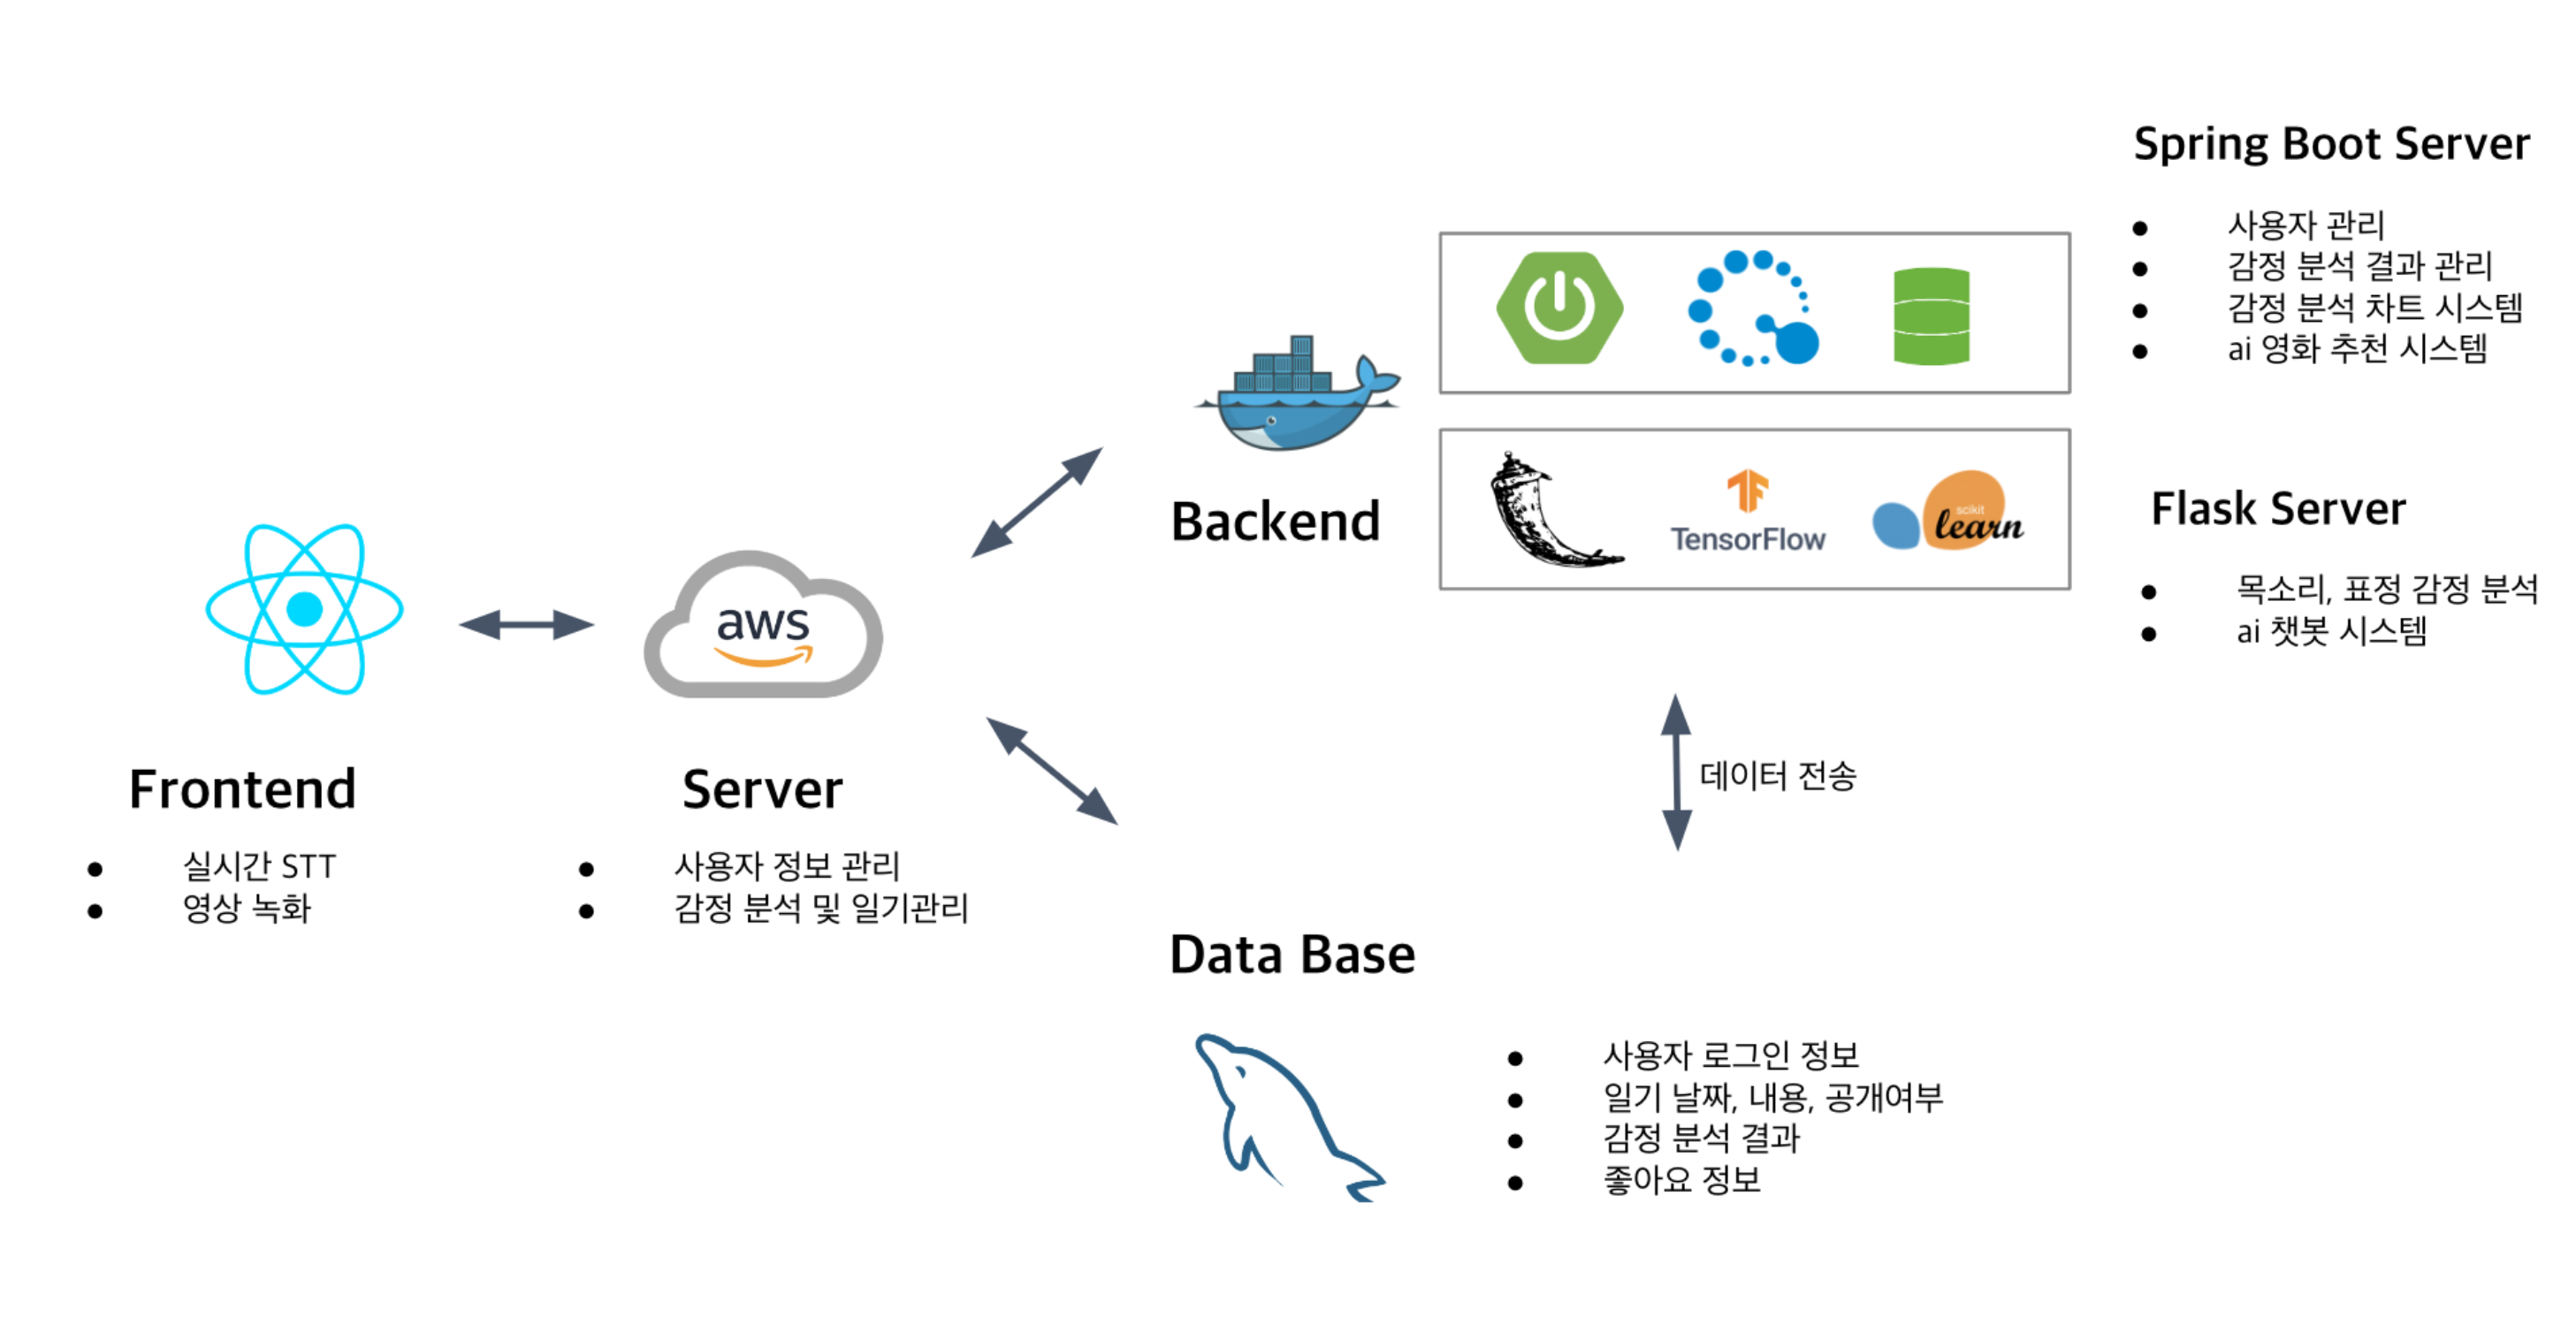 Spring Boot Server
사용자 관리
감정 분석 결과 관리
감정 분석 차트 시스템
ai 영화 추천 시스템
Backend
TensorFlow
scikit
learn
Flask Server
목소리, 표정 감정 분석
ai 챗봇 시스템
aws
Frontend
실시간 STT
영상 녹화
Server
사용자 정보 관리
감정 분석 및 일기관리
데이터 전송
Data Base
사용자 로그인 정보
일기 날짜, 내용, 공개여부
감정 분석 결과
좋아요 정보